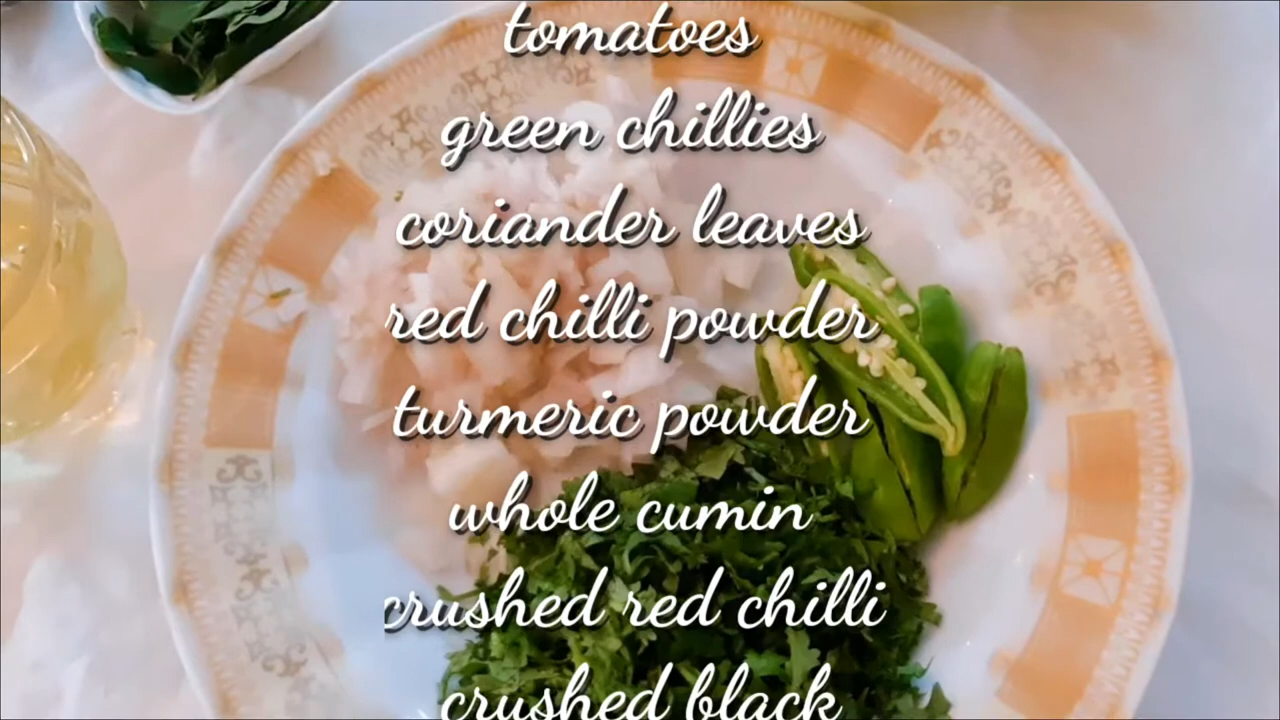 tomatoes
green chillies
coriander leaves
red chilli powder
turmeric powder
whole cumin
crushed red chilli
crushed black